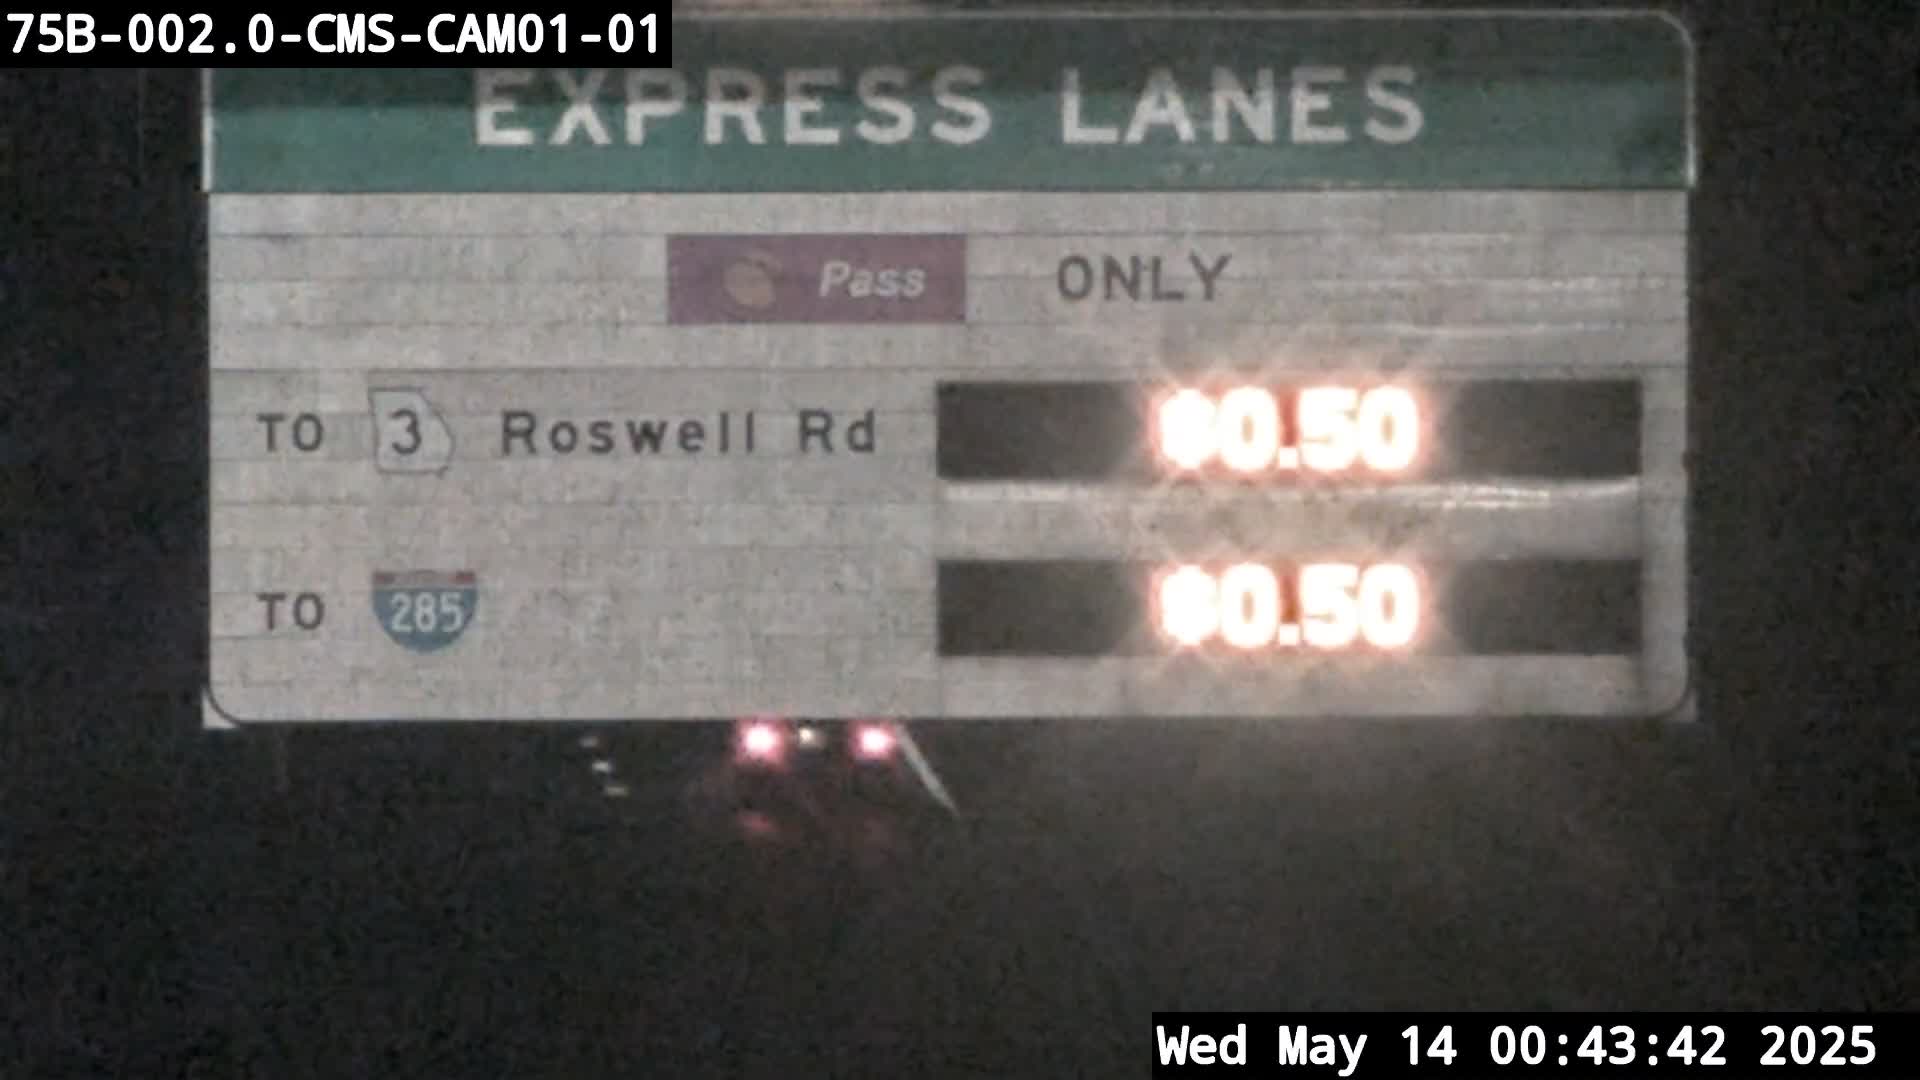 75B-002.0-CMS-CAM01-01
EXPRESS LANES
Pass ONLY
TO 3 Roswell Rd $0.50
TO 285 $0.50
Wed May 14 00:43:42 2025